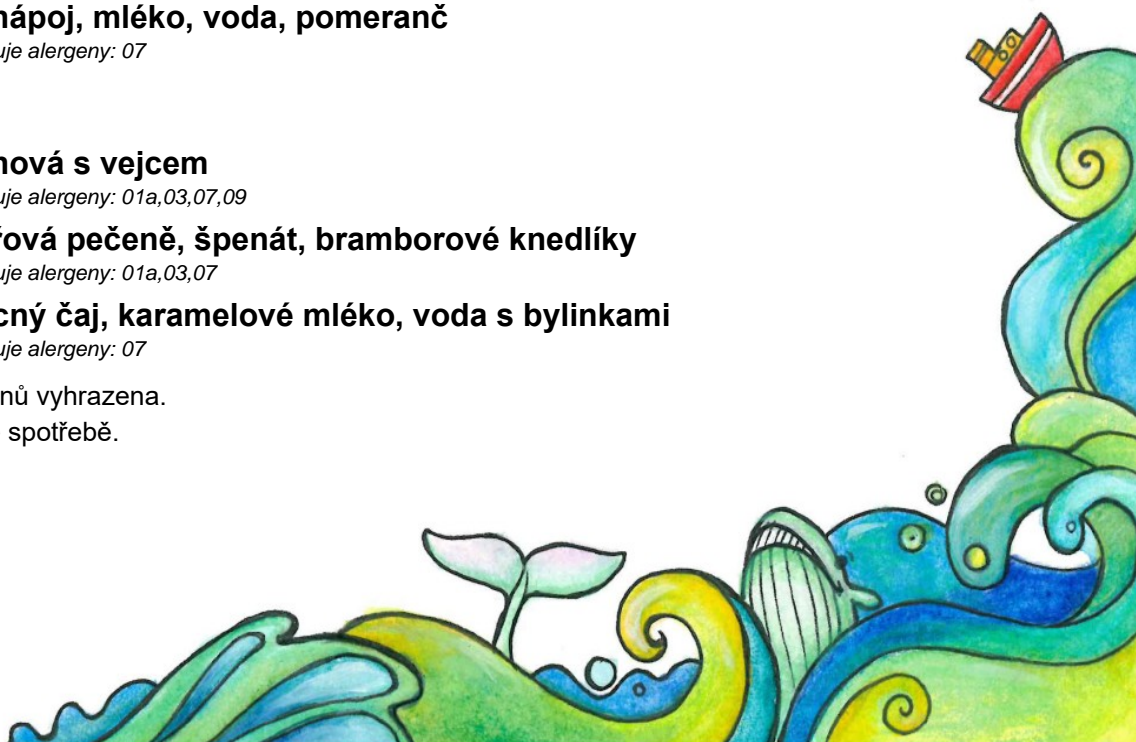 nápoj, mléko, voda, pomeranč
uje alergeny: 07
nová s vejcem
uje alergeny: 01a,03,07,09
řová pečeně, špenát, bramborové knedlíky
uje alergeny: 01a,03,07
cný čaj, karamelové mléko, voda s bylinkami
uje alergeny: 07
nů vyhrazena.
spotřebě.